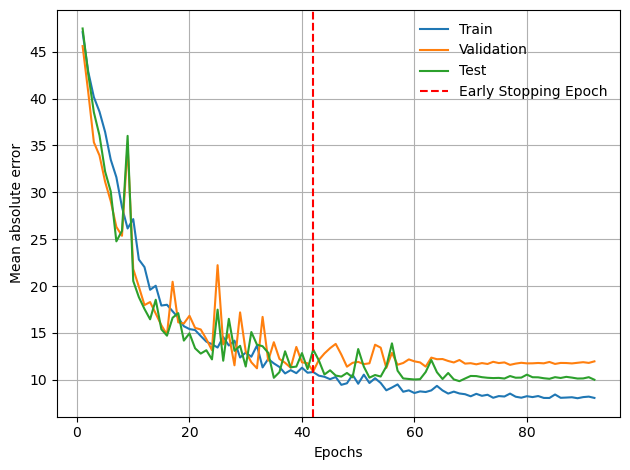 Train
Validation
Test
Early Stopping Epoch
Mean absolute error
45
40
35
30
25
20
15
10
0 20 40 60 80
Epochs